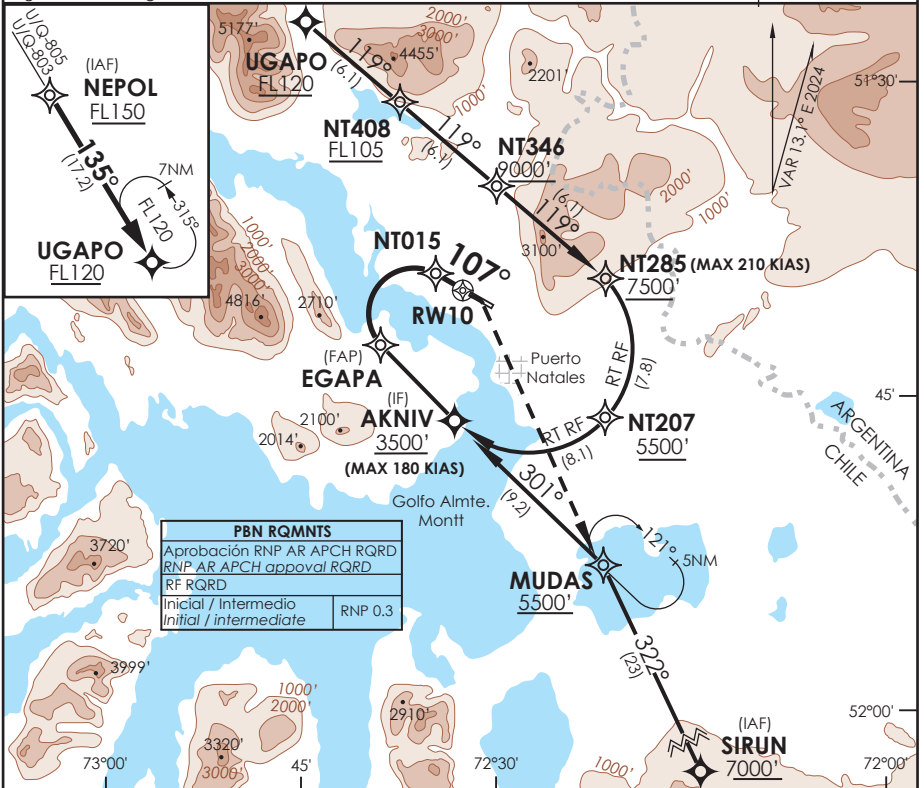 U/Q-805
U/Q-803
(IAF)
NEPOL
FL150
135°
(17.2)
7NM
315°
FL120
UGAPO
FL120
5177'
2000'
3000'
4455'
1000'
2201'
UGAPO
FL120
119°
(6.1)
NT408
FL105
119°
(6.1)
NT346
9000'
(6.1)
119°
3100'
2000'
1000'
VAR 13.1° E 2024
51°30'
NT285 (MAX 210 KIAS)
7500'
NT015
107°
RW10
1000'
2000'
3000'
4816'
2710'
(FAP)
EGAPA
Puerto
Natales
RT RF
(7.8)
45'
ARGENTINA
CHILE
(IF)
AKNIV
3500'
(MAX 180 KIAS)
2100'
2014'
RT RF
(8.1)
NT207
5500'
301°
(9.2)
Golfo Almte.
Montt
PBN RQMNTS
Aprobación RNP AR APCH RQRD
RNP AR APCH appoval RQRD
RF RQRD
Inicial / Intermedio
Initial / intermediate
RNP 0.3
3720'
121°
5NM
MUDAS
5500'
322°
(23)
3999'
1000'
2000'
3320'
3000'
2910'
52°00'
(IAF)
SIRUN
7000'
1000'
73°00'
45'
72°30'
72°00'